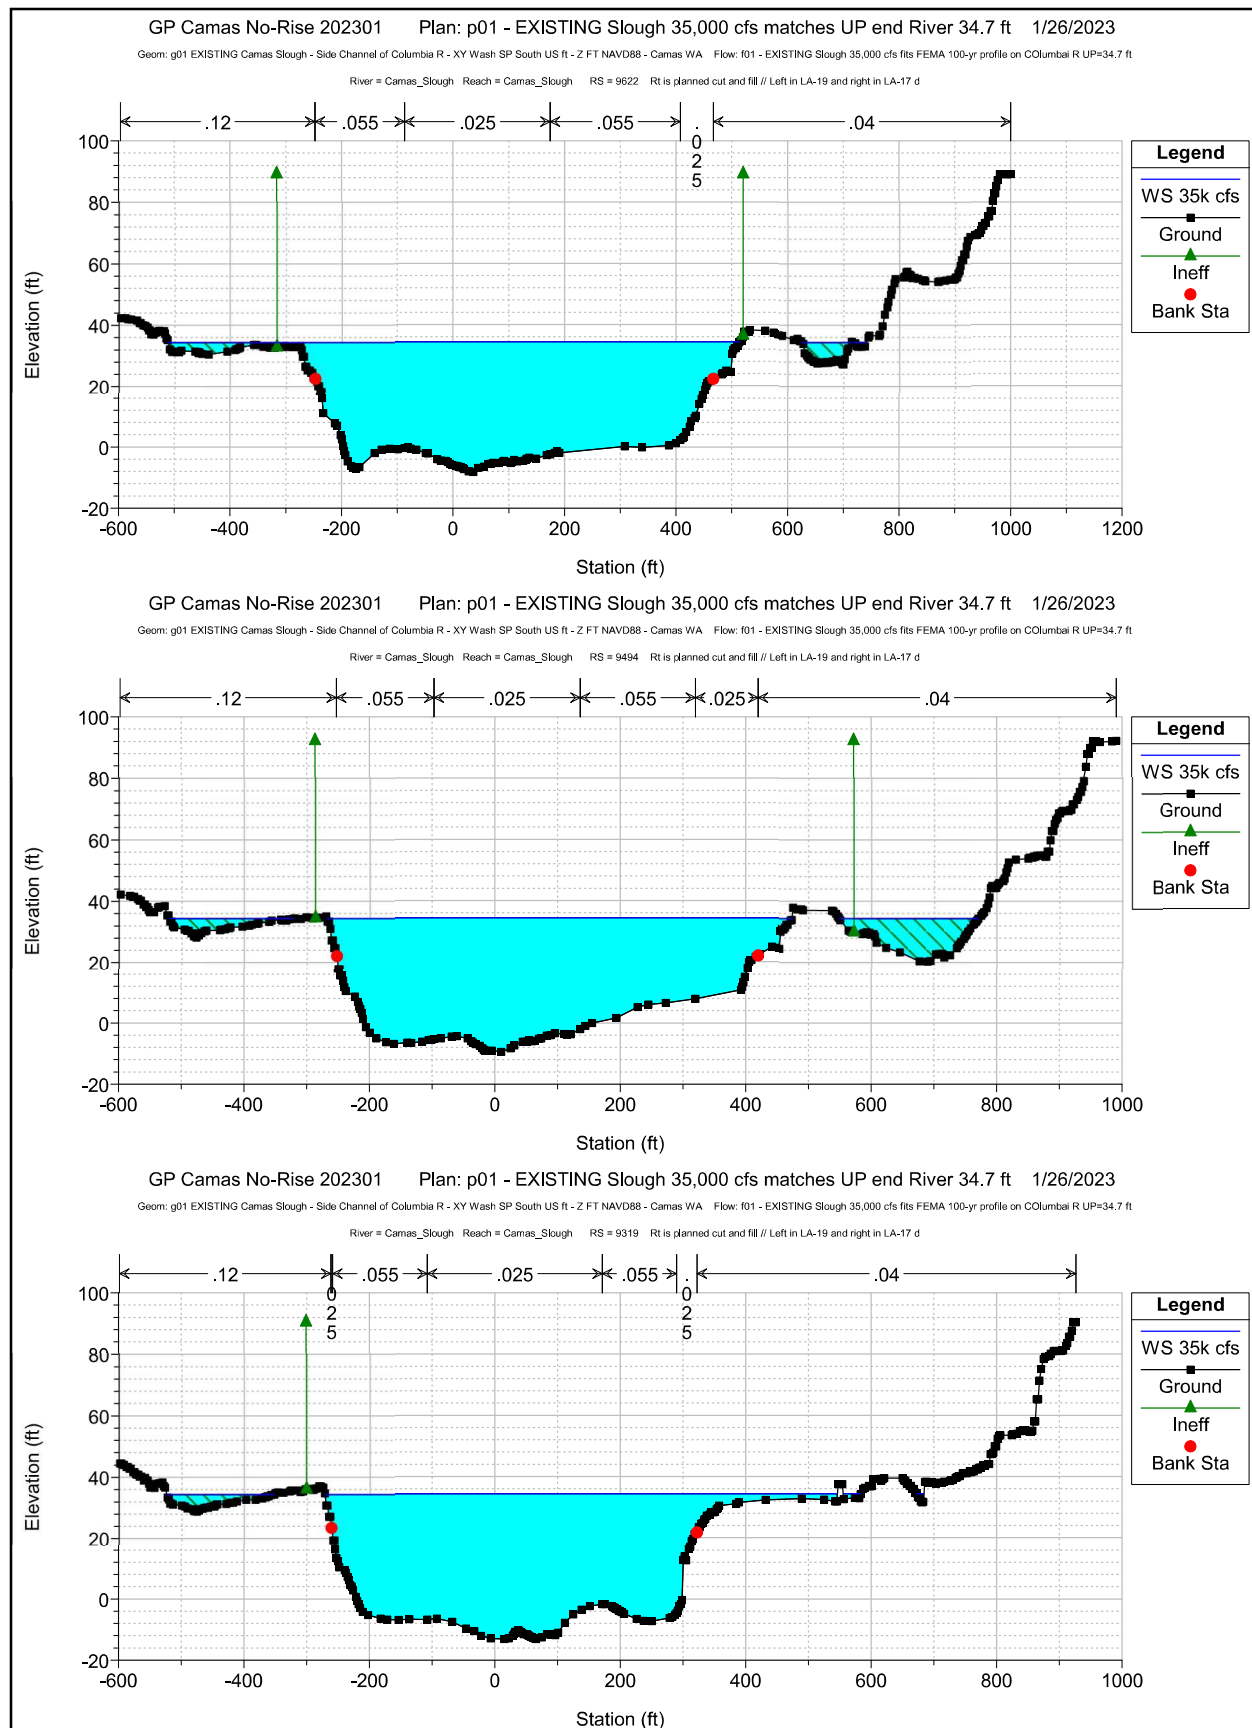 GP Camas No-Rise 202301 Plan: p01 - EXISTING Slough 35,000 cfs matches UP end River 34.7 ft 1/26/2023
Geom: g01 EXISTING Camas Slough - Side Channel of Columbia R - XY Wash SP South US ft - Z FT NAVD88 - Camas WA Flow: f01 - EXISTING Slough 35,000 cfs fits FEMA 100-yr profile on COlumbai R UP=34.7 ft
River = Camas_Slough Reach = Camas_Slough RS = 9622 Rt is planned cut and fill // Left in LA-19 and right in LA-17 d
.12 .055 .025 .055 .025 .04
100
80
60
40
20
0
-20
Elevation (ft)
-600 -400 -200 0 200 400 600 800 1000 1200
Station (ft)
Legend
WS 35k cfs
Ground
Ineff
Bank Sta
GP Camas No-Rise 202301 Plan: p01 - EXISTING Slough 35,000 cfs matches UP end River 34.7 ft 1/26/2023
Geom: g01 EXISTING Camas Slough - Side Channel of Columbia R - XY Wash SP South US ft - Z FT NAVD88 - Camas WA Flow: f01 - EXISTING Slough 35,000 cfs fits FEMA 100-yr profile on COlumbai R UP=34.7 ft
River = Camas_Slough Reach = Camas_Slough RS = 9494 Rt is planned cut and fill // Left in LA-19 and right in LA-17 d
.12 .055 .025 .055 .025 .04
100
80
60
40
20
0
-20
Elevation (ft)
-600 -400 -200 0 200 400 600 800 1000
Station (ft)
Legend
WS 35k cfs
Ground
Ineff
Bank Sta
GP Camas No-Rise 202301 Plan: p01 - EXISTING Slough 35,000 cfs matches UP end River 34.7 ft 1/26/2023
Geom: g01 EXISTING Camas Slough - Side Channel of Columbia R - XY Wash SP South US ft - Z FT NAVD88 - Camas WA Flow: f01 - EXISTING Slough 35,000 cfs fits FEMA 100-yr profile on COlumbai R UP=34.7 ft
River = Camas_Slough Reach = Camas_Slough RS = 9319 Rt is planned cut and fill // Left in LA-19 and right in LA-17 d
.12 .025 .055 .025 .055 .025 .04
100
80
60
40
20
0
-20
Elevation (ft)
-600 -400 -200 0 200 400 600 800 1000
Station (ft)
Legend
WS 35k cfs
Ground
Ineff
Bank Sta